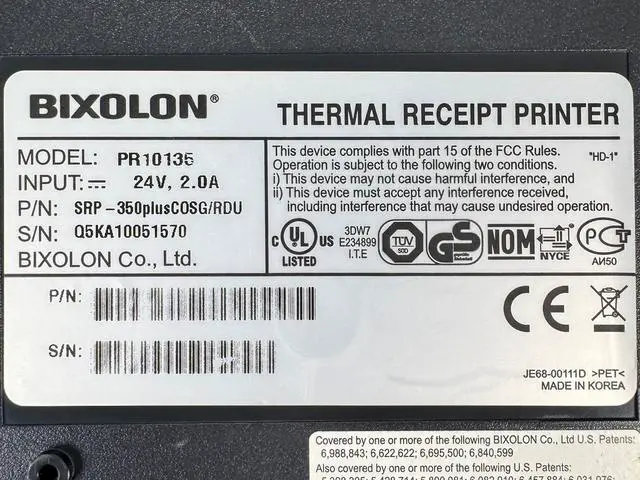 BIXOLON®
THERMAL RECEIPT PRINTER
MODEL: PR10135
INPUT: ⎓ 24V, 2.0A
P/N: SRP-350plusCOSG/RDU
S/N: Q5KA10051570
BIXOLON Co., Ltd.
This device complies with part 15 of the FCC Rules.
Operation is subject to the following two conditions.
i) This device may not cause harmful interference, and
ii) This device must accept any interference received,
including interference that may cause undesired operation.
"HD-1"
C UL US
LISTED
3DW7
E234899
I.T.E
TÜV
GS
NOM
NYCE
PCT
АИ50
P/N:
S/N:
CE
JE68-00111D >PET<
MADE IN KOREA
Covered by one or more of the following BIXOLON Co., Ltd U.S. Patents:
6,988,843; 6,622,622; 6,695,500; 6,840,599
Also covered by one or more of the following U.S. Patents: